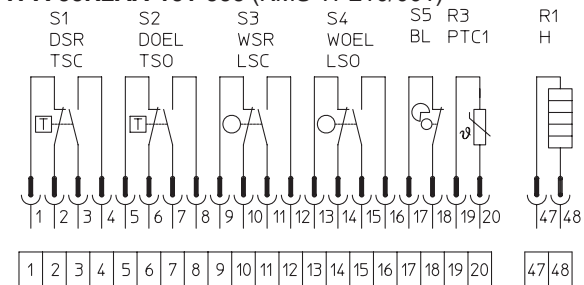 S1 S2 S3 S4 S5 R3 R1
DSR DOEL WSR WOEL BL PTC1 H
TSC TSO LSC LSO
T T ϑ
1 2 3 4 5 6 7 8 9 10 11 12 13 14 15 16 17 18 19 20 47 48
1 2 3 4 5 6 7 8 9 10 11 12 13 14 15 16 17 18 19 20 47 48